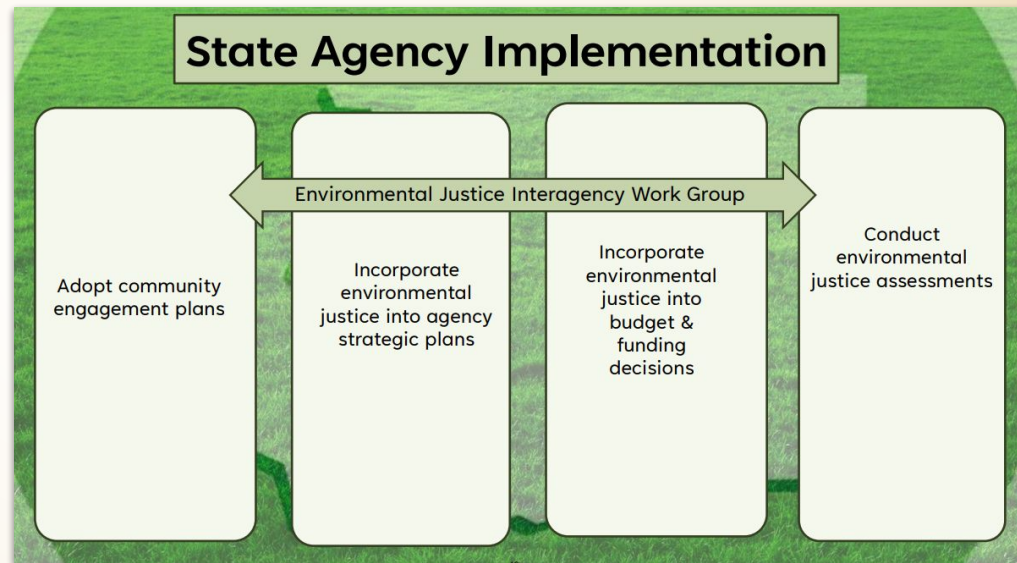 State Agency Implementation
Environmental Justice Interagency Work Group
Adopt community
engagement plans
Incorporate
environmental
justice into agency
strategic plans
Incorporate
environmental
justice into
budget &
funding
decisions
Conduct
environmental
justice assessments